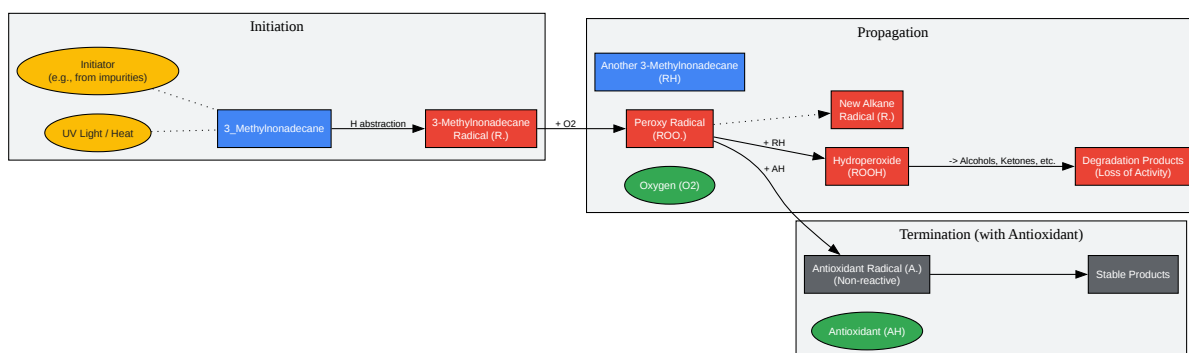 Initiation
Initiator
(e.g., from impurities)
UV Light / Heat
3_Methylnonadecane
H abstraction
3-Methylnonadecane
Radical (R.)
+ O2
Propagation
Another 3-Methylnonadecane
(RH)
Peroxy Radical
(ROO.)
New Alkane
Radical (R.)
+ RH
Hydroperoxide
(ROOH)
-> Alcohols, Ketones, etc.
Degradation Products
(Loss of Activity)
+ AH
Oxygen (O2)
Termination (with Antioxidant)
Antioxidant Radical (A.)
(Non-reactive)
Stable Products
Antioxidant (AH)